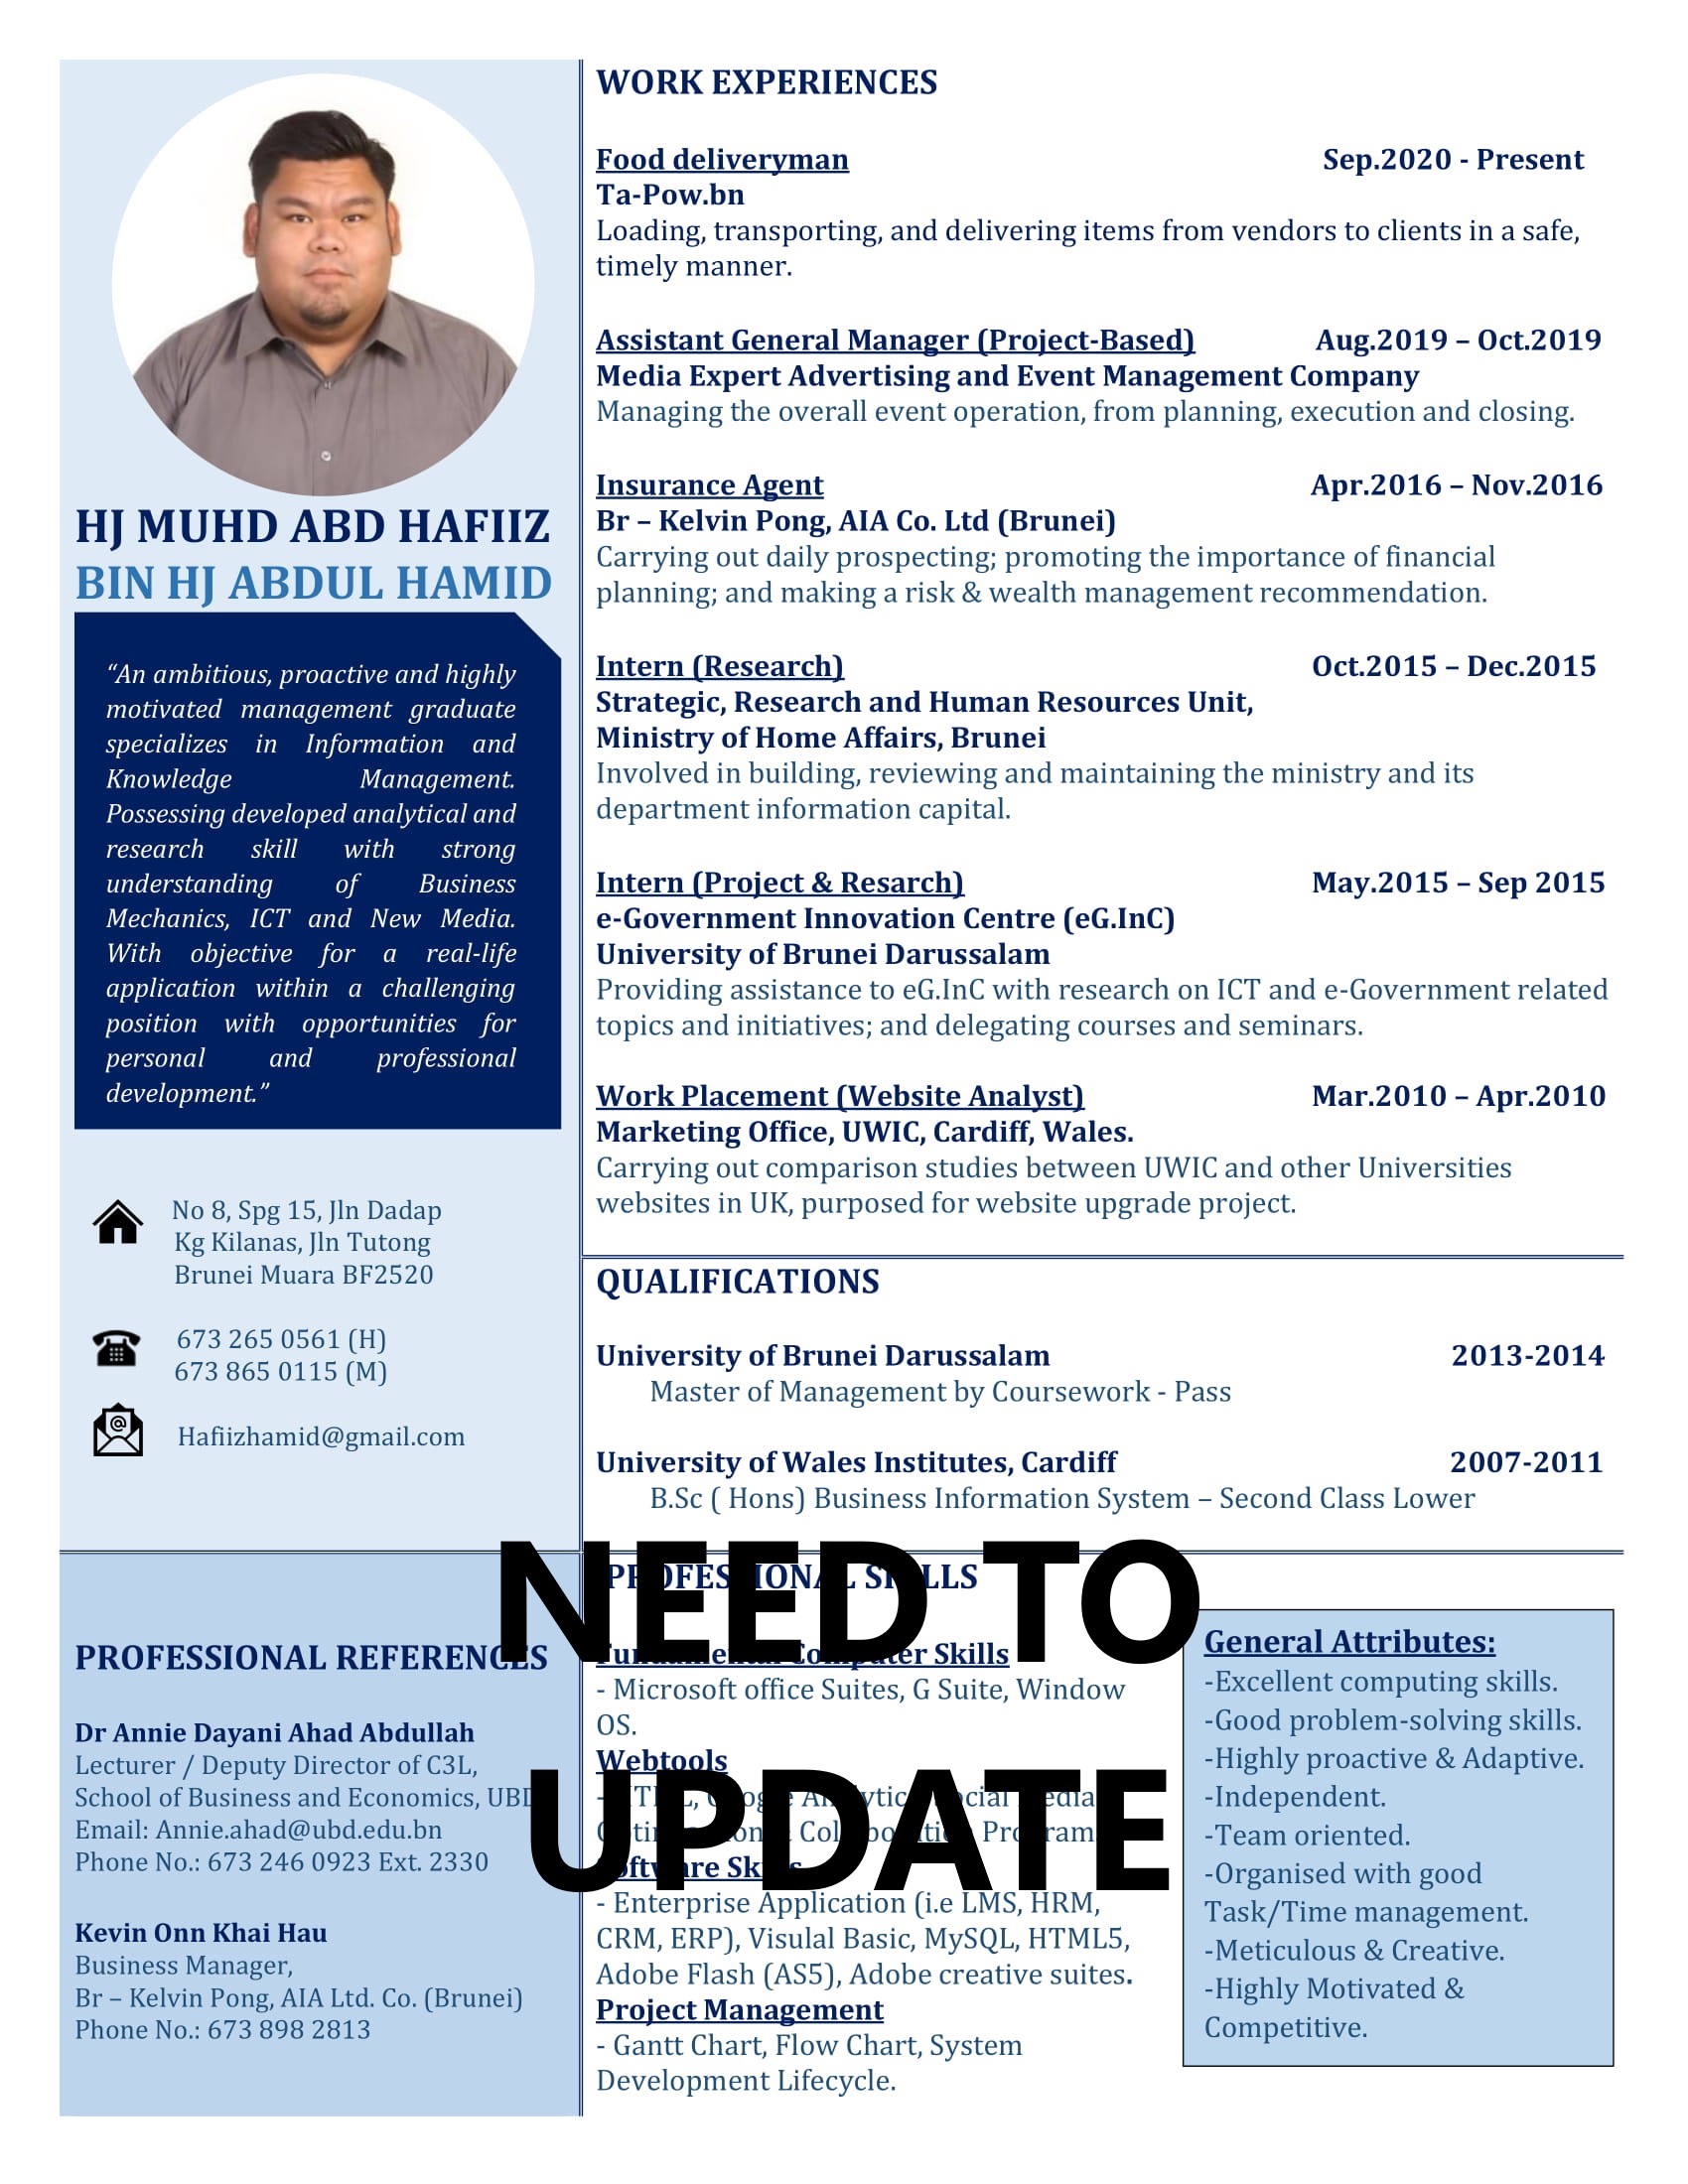 HJ MUHD ABD HAFIIZ
BIN HJ ABDUL HAMID
“An ambitious, proactive and highly
motivated management graduate
specializes in Information and
Knowledge Management.
Possessing developed analytical and
research skill with strong
understanding of Business
Mechanics, ICT and New Media.
With objective for a real-life
application within a challenging
position with opportunities for
personal and professional
development.”
No 8, Spg 15, Jln Dadap
Kg Kilanas, Jln Tutong
Brunei Muara BF2520
673 265 0561 (H)
673 865 0115 (M)
Hafiizhamid@gmail.com
PROFESSIONAL REFERENCES
Dr Annie Dayani Ahad Abdullah
Lecturer / Deputy Director of C3L,
School of Business and Economics, UBD
Email: Annie.ahad@ubd.edu.bn
Phone No.: 673 246 0923 Ext. 2330
Kevin Onn Khai Hau
Business Manager,
Br – Kelvin Pong, AIA Ltd. Co. (Brunei)
Phone No.: 673 898 2813
WORK EXPERIENCES
Food deliveryman Sep.2020 - Present
Ta-Pow.bn
Loading, transporting, and delivering items from vendors to clients in a safe,
timely manner.
Assistant General Manager (Project-Based) Aug.2019 – Oct.2019
Media Expert Advertising and Event Management Company
Managing the overall event operation, from planning, execution and closing.
Insurance Agent Apr.2016 – Nov.2016
Br – Kelvin Pong, AIA Co. Ltd (Brunei)
Carrying out daily prospecting; promoting the importance of financial
planning; and making a risk & wealth management recommendation.
Intern (Research) Oct.2015 – Dec.2015
Strategic, Research and Human Resources Unit,
Ministry of Home Affairs, Brunei
Involved in building, reviewing and maintaining the ministry and its
department information capital.
Intern (Project & Resarch) May.2015 – Sep 2015
e-Government Innovation Centre (eG.InC)
University of Brunei Darussalam
Providing assistance to eG.InC with research on ICT and e-Government related
topics and initiatives; and delegating courses and seminars.
Work Placement (Website Analyst) Mar.2010 – Apr.2010
Marketing Office, UWIC, Cardiff, Wales.
Carrying out comparison studies between UWIC and other Universities
websites in UK, purposed for website upgrade project.
QUALIFICATIONS
University of Brunei Darussalam 2013-2014
Master of Management by Coursework - Pass
University of Wales Institutes, Cardiff 2007-2011
B.Sc ( Hons) Business Information System – Second Class Lower
NEED TO
UPDATE
PROFESSIONAL SKILLS
Fundamental Computer Skills
- Microsoft office Suites, G Suite, Window
OS.
Webtools
- HTML, Google Analytic, Social Media
Program
Software Skills
- Enterprise Application (i.e LMS, HRM,
CRM, ERP), Visulal Basic, MySQL, HTML5,
Adobe Flash (AS5), Adobe creative suites.
Project Management
- Gantt Chart, Flow Chart, System
Development Lifecycle.
General Attributes:
-Excellent computing skills.
-Good problem-solving skills.
-Highly proactive & Adaptive.
-Independent.
-Team oriented.
-Organised with good
Task/Time management.
-Meticulous & Creative.
-Highly Motivated &
Competitive.